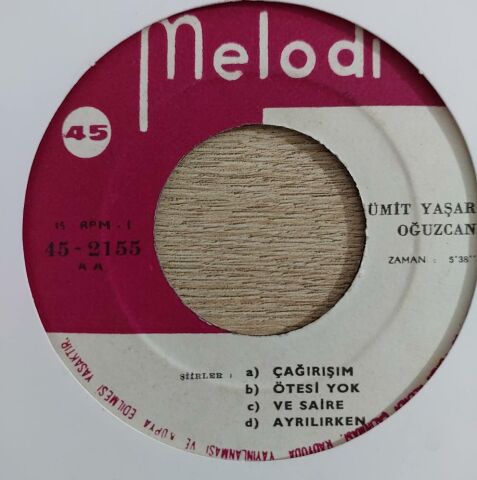 Melodi
45
45 RPM - 1
45-2155
A A
ÜMİT YAŞAR
OĞUZCAN
ZAMAN : 5'38"
ŞİİRLER : a) ÇAĞIRIŞIM
b) ÖTESİ YOK
c) VE SAİRE
d) AYRILIRKEN
RADYODA YAYINLANMASI VE KOPYA EDİLMESİ YASAKTIR.